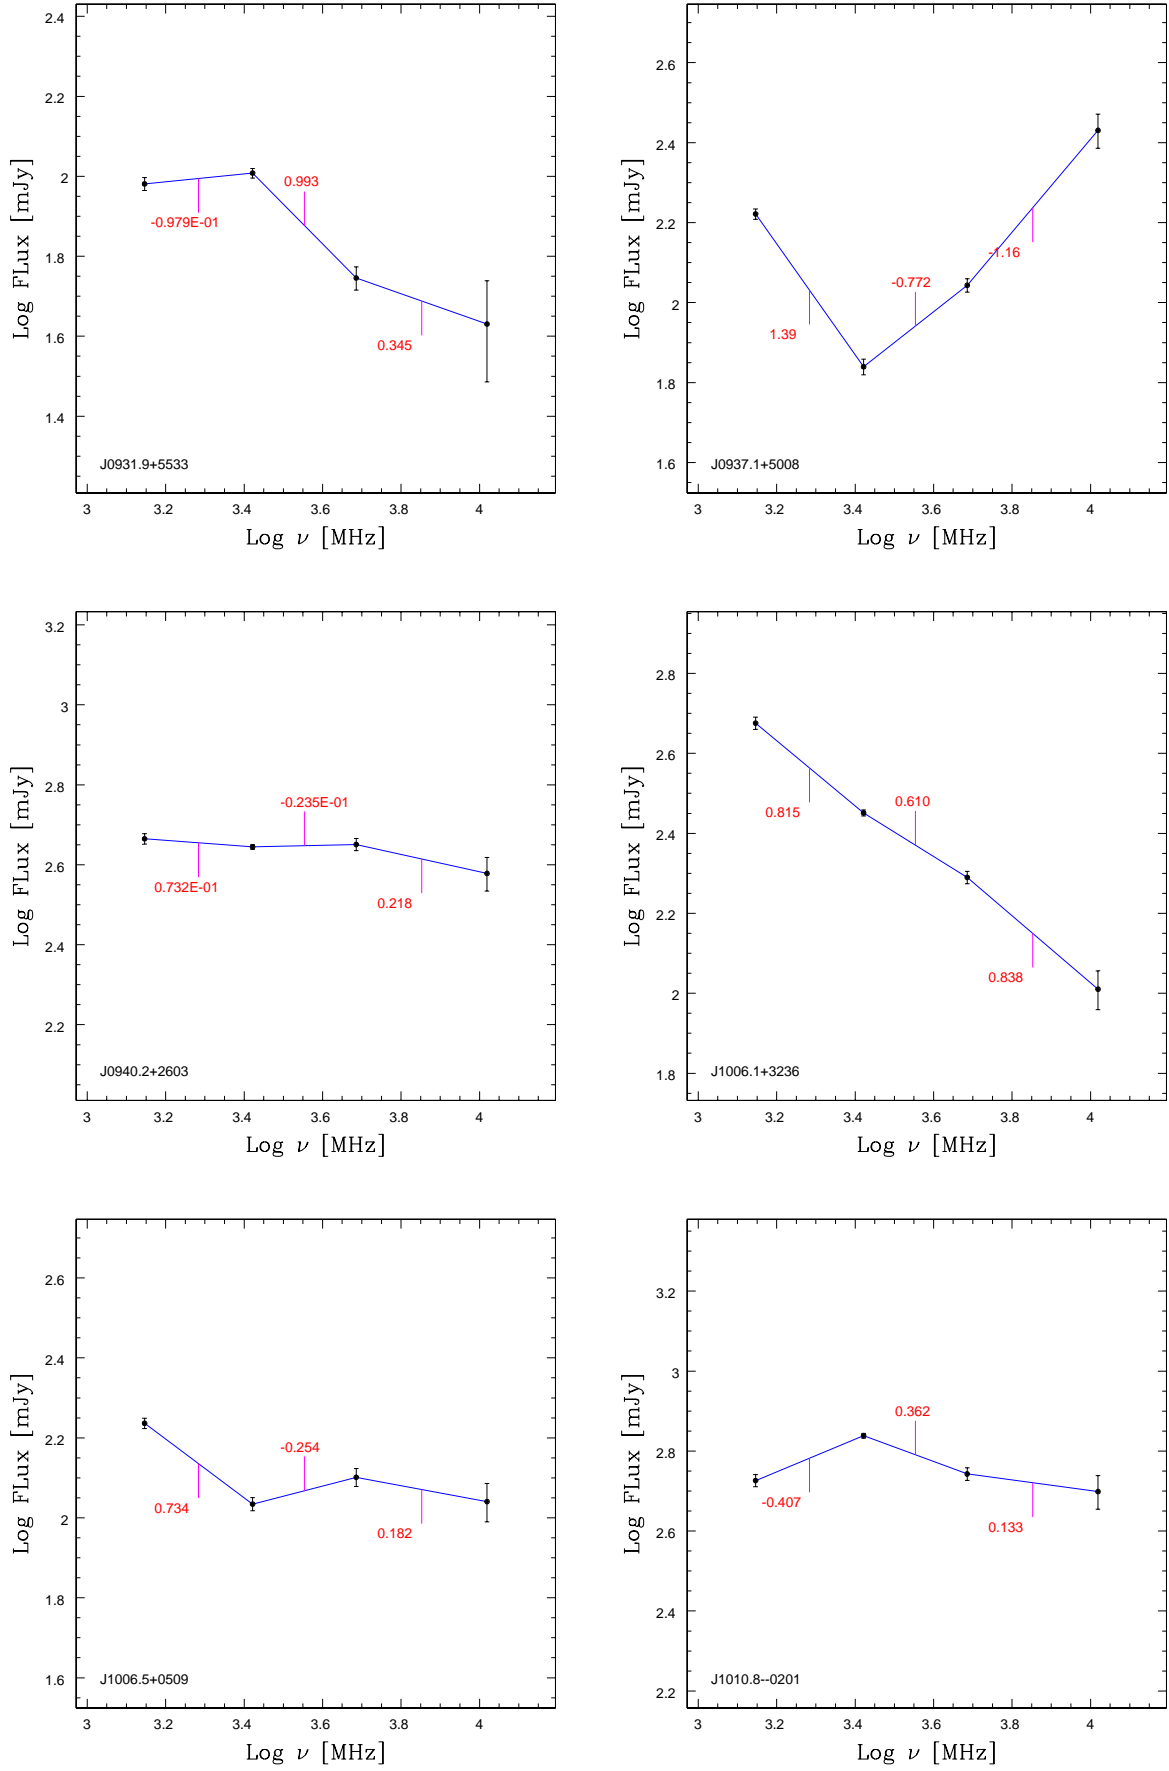 2.4
2.2
2
1.8
1.6
1.4
Log FLux [mJy]
-0.979E-01
0.993
0.345
J0931.9+5533
3 3.2 3.4 3.6 3.8 4
Log ν [MHz]
2.6
2.4
2.2
2
1.8
1.6
Log FLux [mJy]
1.39
-0.772
-1.16
J0937.1+5008
3 3.2 3.4 3.6 3.8 4
Log ν [MHz]
3.2
3
2.8
2.6
2.4
2.2
Log FLux [mJy]
0.732E-01
-0.235E-01
0.218
J0940.2+2603
3 3.2 3.4 3.6 3.8 4
Log ν [MHz]
2.8
2.6
2.4
2.2
2
1.8
Log FLux [mJy]
0.815
0.610
0.838
J1006.1+3236
3 3.2 3.4 3.6 3.8 4
Log ν [MHz]
2.6
2.4
2.2
2
1.8
1.6
Log FLux [mJy]
0.734
-0.254
0.182
J1006.5+0509
3 3.2 3.4 3.6 3.8 4
Log ν [MHz]
3.2
3
2.8
2.6
2.4
2.2
Log FLux [mJy]
-0.407
0.362
0.133
J1010.8--0201
3 3.2 3.4 3.6 3.8 4
Log ν [MHz]